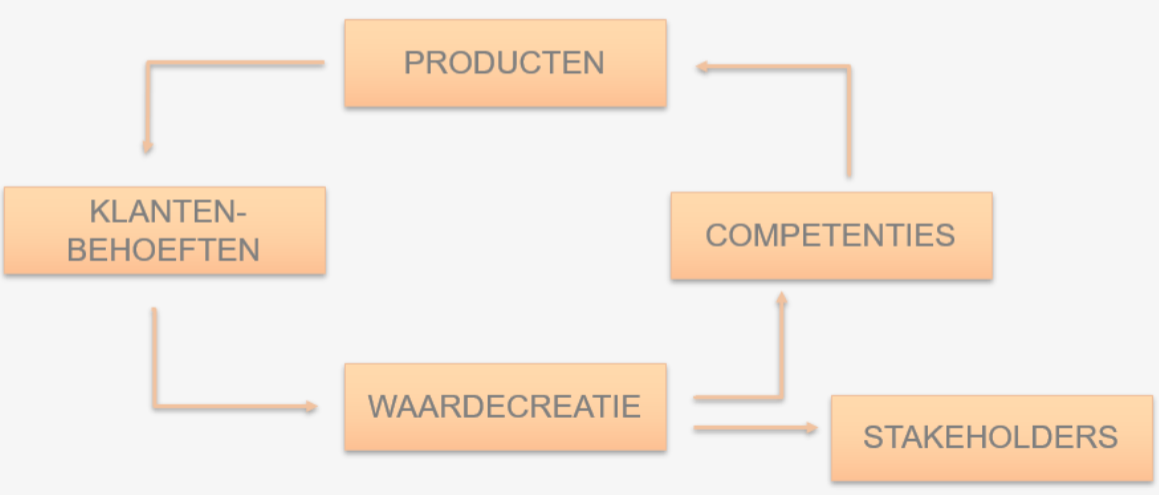 PRODUCTEN
KLANTEN-
BEHOEFTEN
COMPETENTIES
WAARDECREATIE
STAKEHOLDERS